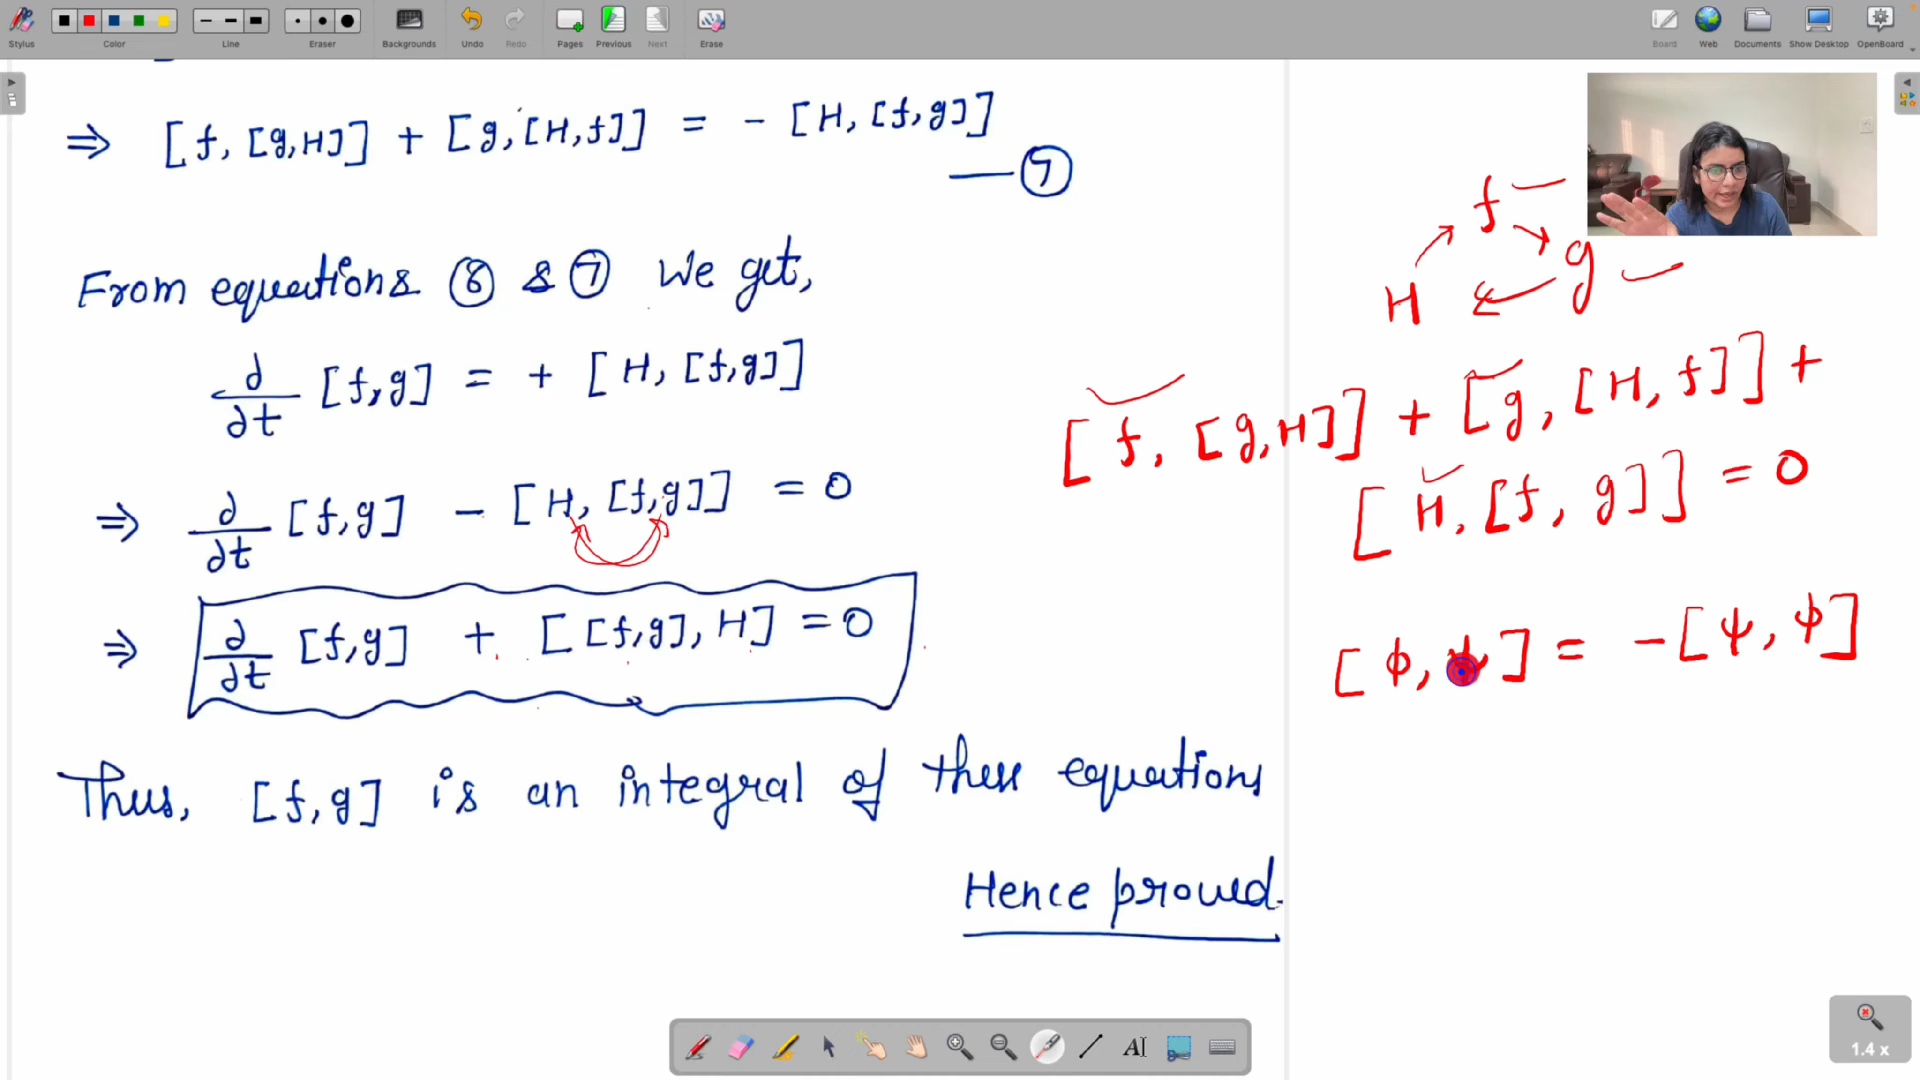 Stylus Color Line Eraser Backgrounds Undo Redo Pages Previous Next Erase Board Web Documents Show Desktop OpenBoard
⇒ [f, [g,H]] + [g, [H,f]] = - [H, [f,g]]
— ⑦
From equations ⑥ & ⑦ We get,
∂/∂t [f,g] = + [H, [f,g]]
⇒ ∂/∂t [f,g] - [H, [f,g]] = 0
⇒ ∂/∂t [f,g] + [[f,g], H] = 0
Thus, [f,g] is an integral of these equations
Hence proved.
f
g
H
[f, [g,H]] + [g, [H, f]] +
[H, [f, g]] = 0
[ϕ, ψ] = -[ψ, ϕ]
1.4 x